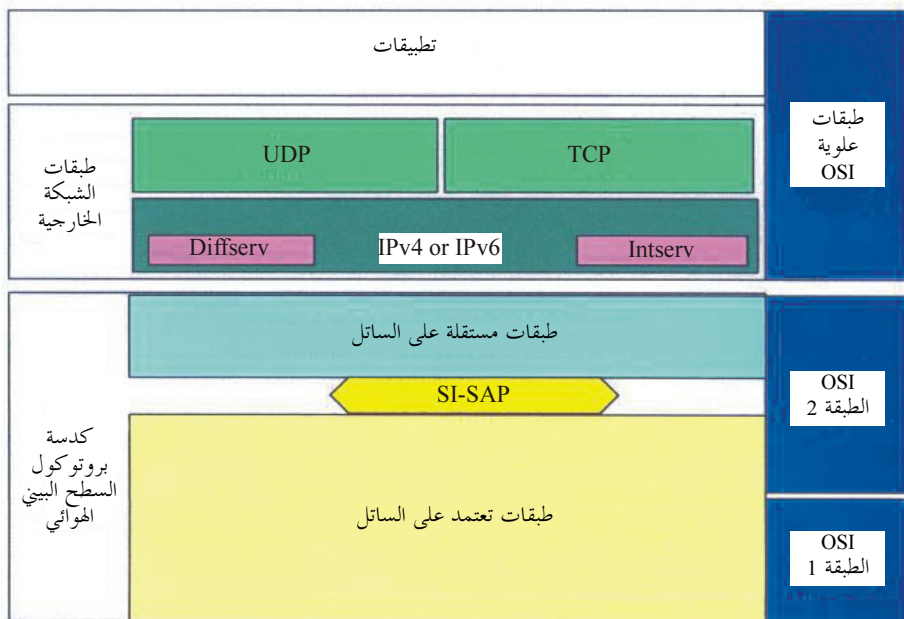 تطبيقات
طبقات
علوية
OSI
طبقات
الشبكة
الخارجية
UDP
TCP
Diffserv
IPv4 or IPv6
Intserv
طبقات مستقلة على الساتل
SI-SAP
طبقات تعتمد على الساتل
كدسة
بروتوكول
السطح البيني
الهوائي
OSI
الطبقة 2
OSI
الطبقة 1